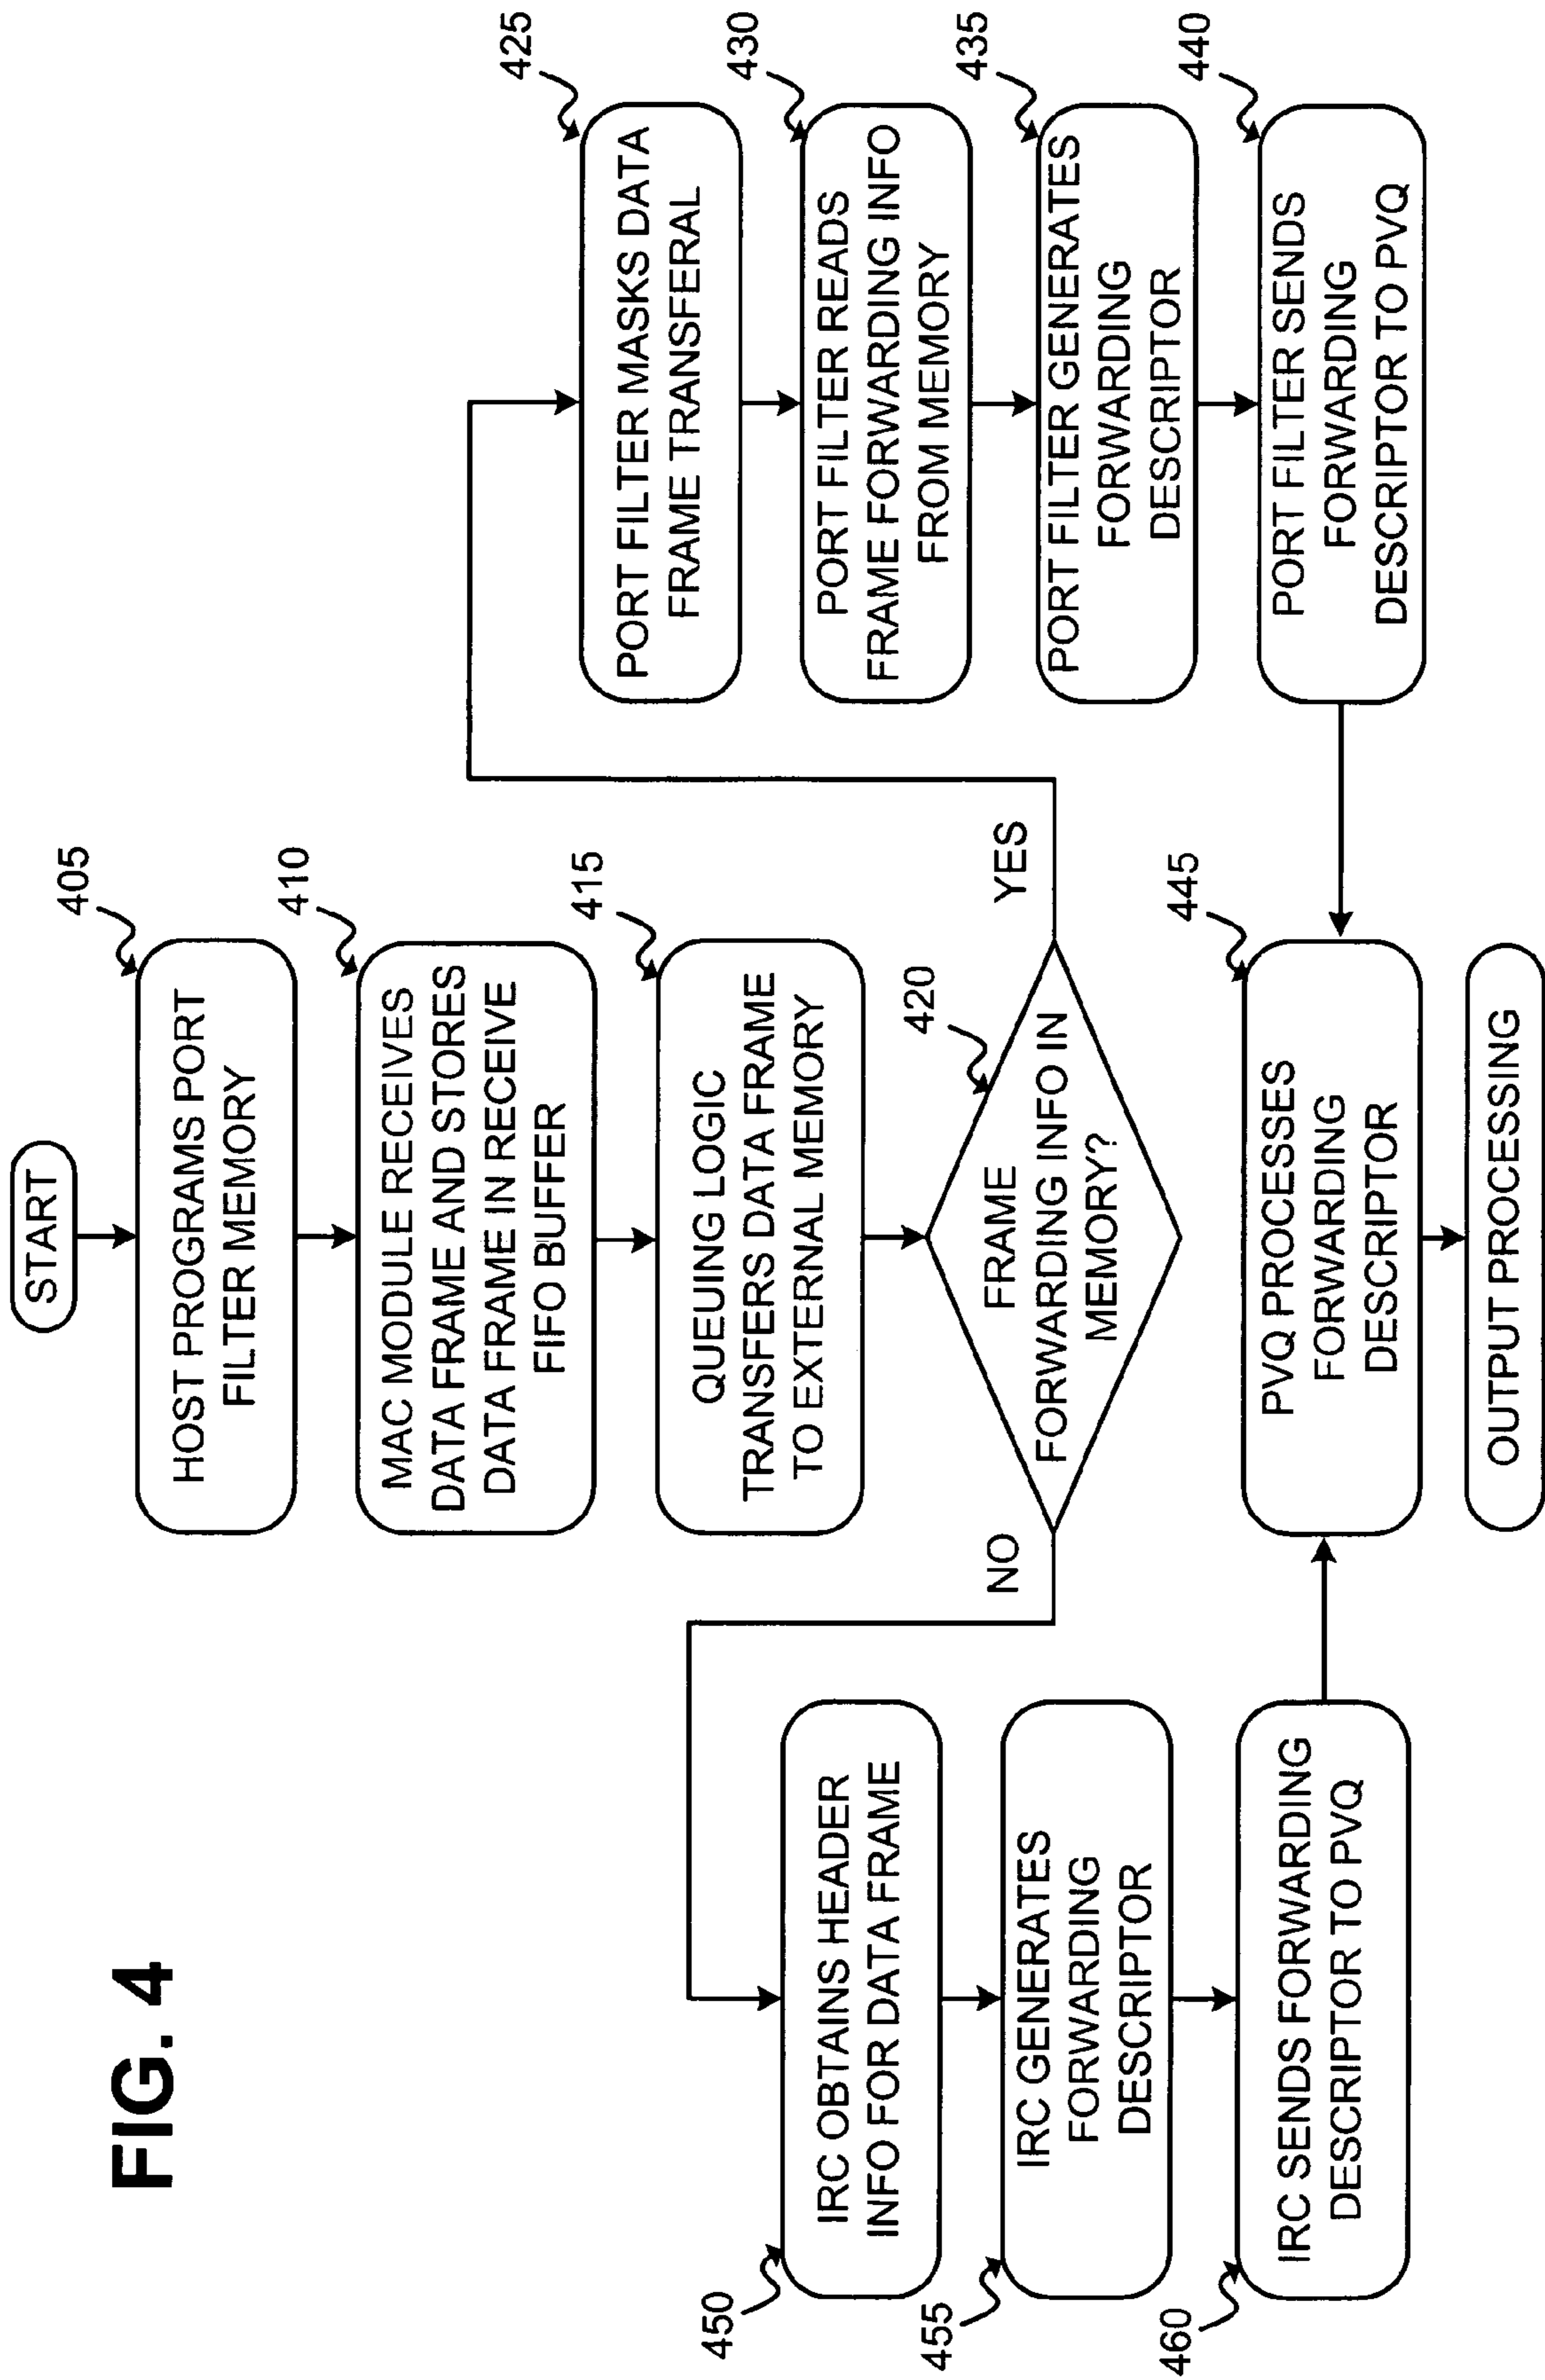 FIG. 4
START
405
HOST PROGRAMS PORT
FILTER MEMORY
410
MAC MODULE RECEIVES
DATA FRAME AND STORES
DATA FRAME IN RECEIVE
FIFO BUFFER
415
QUEUING LOGIC
TRANSFERS DATA FRAME
TO EXTERNAL MEMORY
420
FRAME
FORWARDING INFO IN
MEMORY?
YES
NO
425
PORT FILTER MASKS DATA
FRAME TRANSFERAL
430
PORT FILTER READS
FRAME FORWARDING INFO
FROM MEMORY
435
PORT FILTER GENERATES
FORWARDING
DESCRIPTOR
440
PORT FILTER SENDS
FORWARDING
DESCRIPTOR TO PVQ
450
IRC OBTAINS HEADER
INFO FOR DATA FRAME
455
IRC GENERATES
FORWARDING
DESCRIPTOR
460
IRC SENDS FORWARDING
DESCRIPTOR TO PVQ
445
PVQ PROCESSES
FORWARDING
DESCRIPTOR
OUTPUT PROCESSING